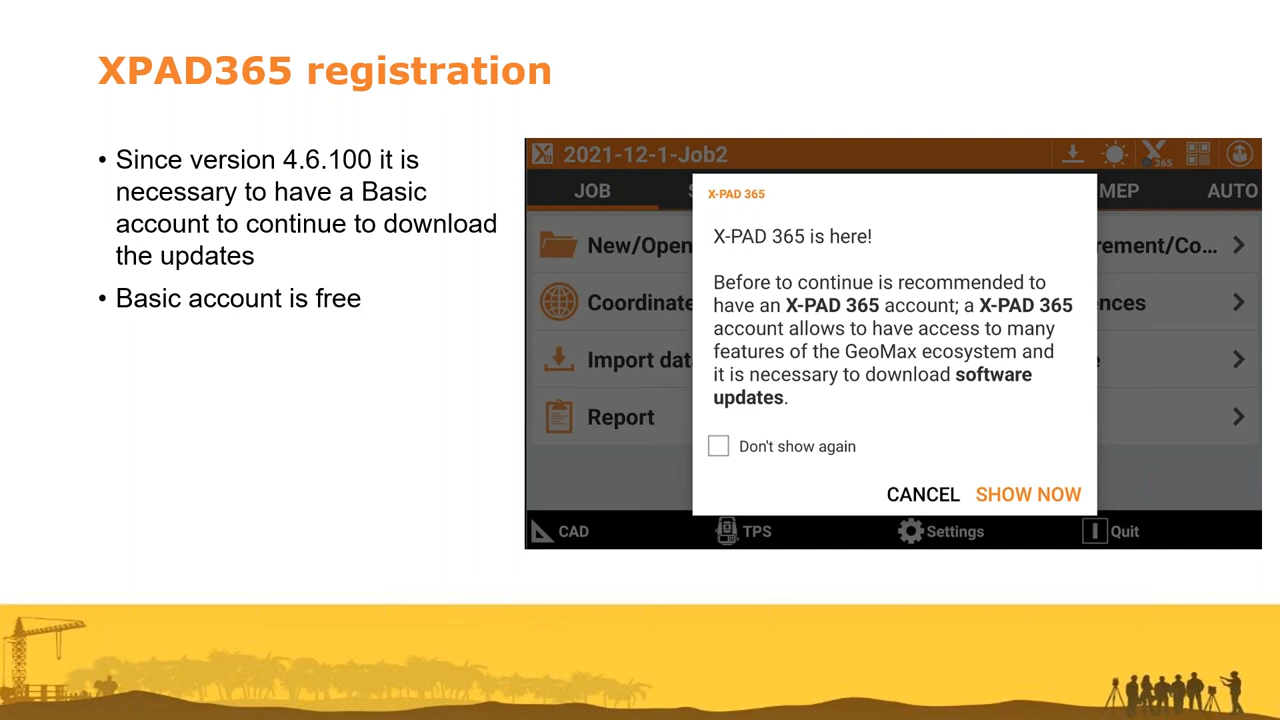 XPAD365 registration
• Since version 4.6.100 it is
necessary to have a Basic
account to continue to download
the updates
• Basic account is free
2021-12-1-Job2
365
JOB
S
MEP
AUTO
New/Open
rement/Co...
Coordinate
ences
Import dat
e
Report
X-PAD 365
X-PAD 365 is here!
Before to continue is recommended to
have an X-PAD 365 account; a X-PAD 365
account allows to have access to many
features of the GeoMax ecosystem and
it is necessary to download software
updates.
Don't show again
CANCEL SHOW NOW
CAD
TPS
Settings
Quit